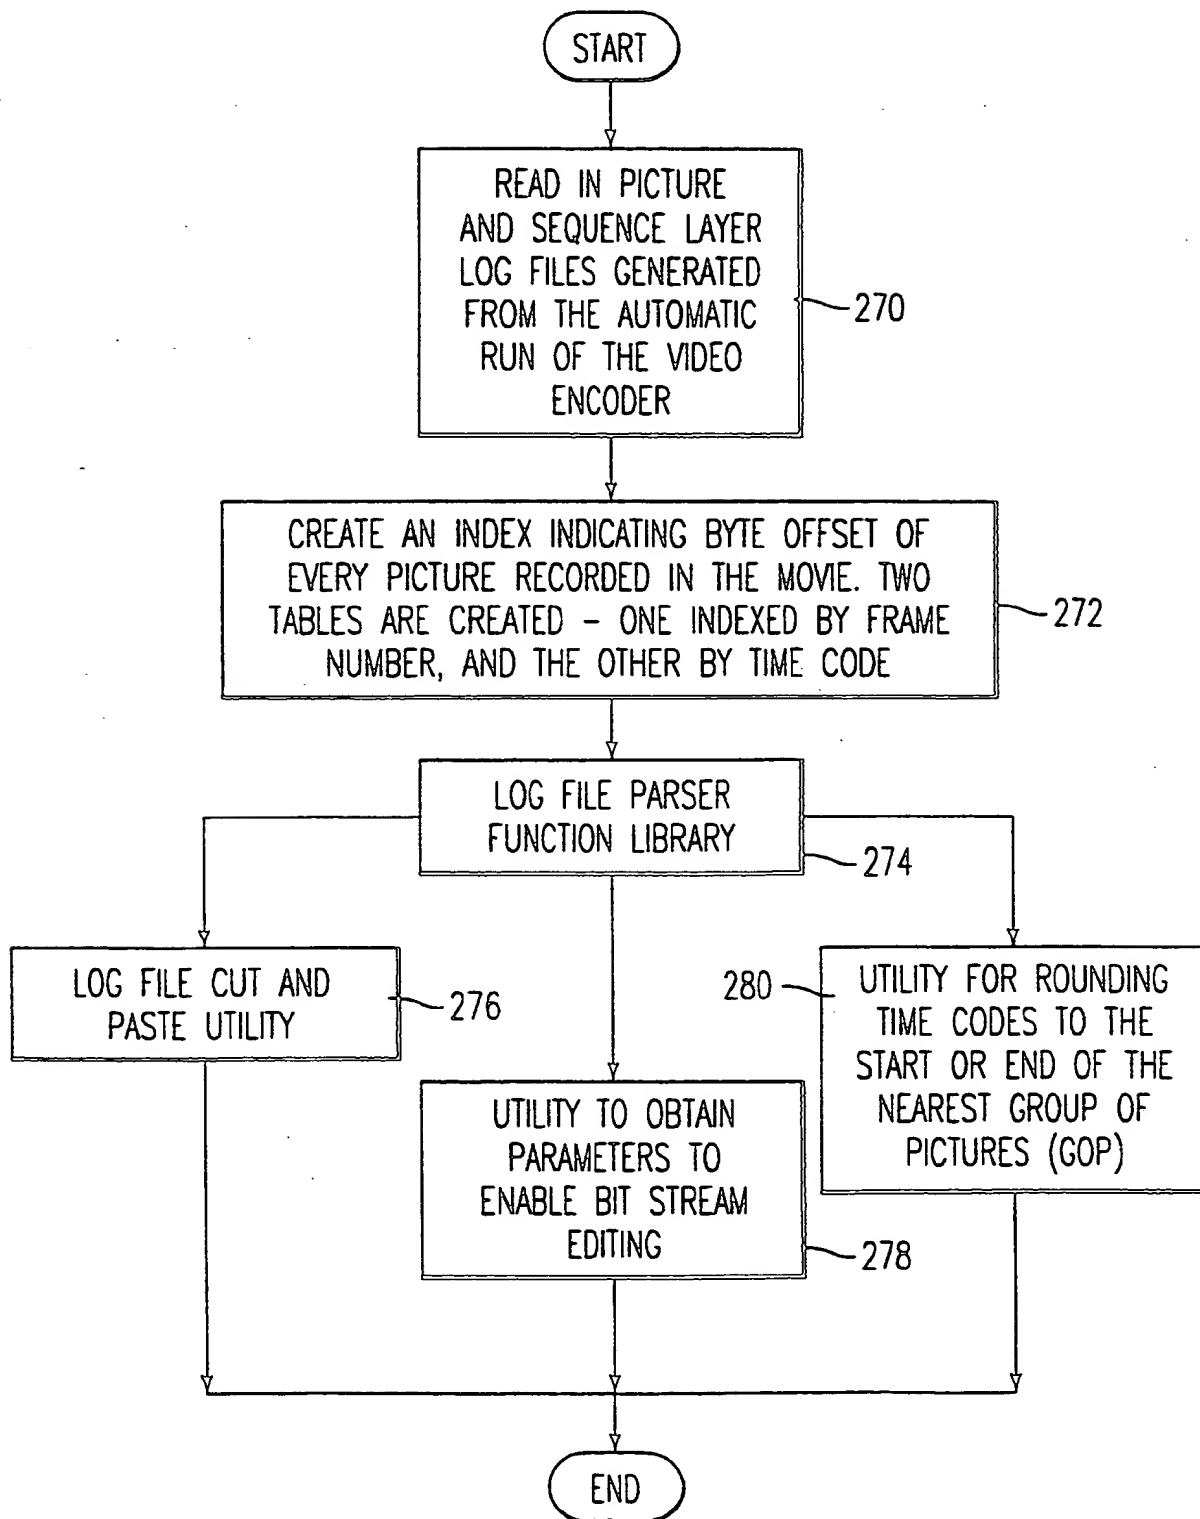 START
READ IN PICTURE
AND SEQUENCE LAYER
LOG FILES GENERATED
FROM THE AUTOMATIC
RUN OF THE VIDEO
ENCODER
270
CREATE AN INDEX INDICATING BYTE OFFSET OF
EVERY PICTURE RECORDED IN THE MOVIE. TWO
TABLES ARE CREATED – ONE INDEXED BY FRAME
NUMBER, AND THE OTHER BY TIME CODE
272
LOG FILE PARSER
FUNCTION LIBRARY
274
LOG FILE CUT AND
PASTE UTILITY
276
UTILITY TO OBTAIN
PARAMETERS TO
ENABLE BIT STREAM
EDITING
278
280
UTILITY FOR ROUNDING
TIME CODES TO THE
START OR END OF THE
NEAREST GROUP OF
PICTURES (GOP)
END